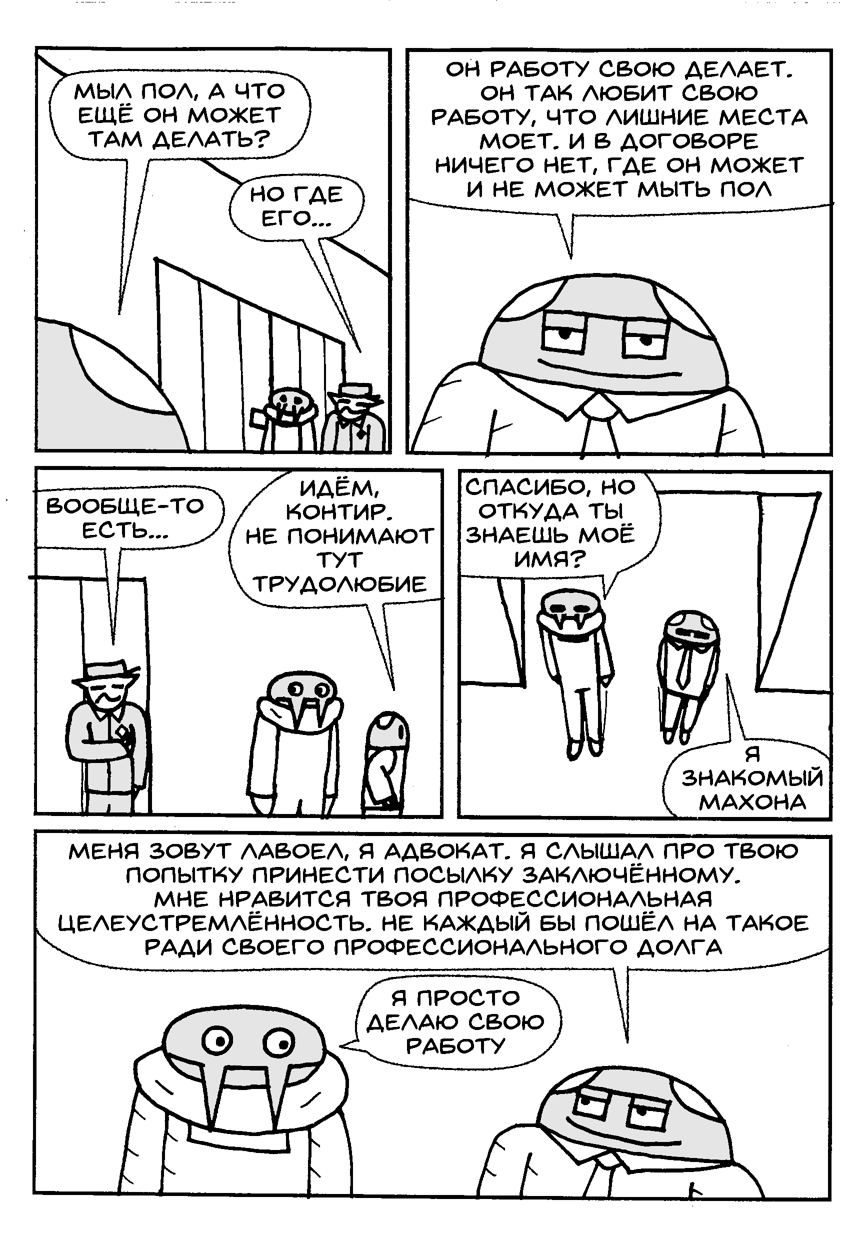 МЫЛ ПОЛ, А ЧТО
ЕЩЁ ОН МОЖЕТ
ТАМ ДЕЛАТЬ?
НО ГДЕ
ЕГО...
ОН РАБОТУ СВОЮ ДЕЛАЕТ.
ОН ТАК ЛЮБИТ СВОЮ
РАБОТУ, ЧТО ЛИШНИЕ МЕСТА
МОЕТ. И В ДОГОВОРЕ
НИЧЕГО НЕТ, ГДЕ ОН МОЖЕТ
И НЕ МОЖЕТ МЫТЬ ПОЛ
ВООБЩЕ-ТО
ЕСТЬ...
ИДЁМ,
КОНТИР.
НЕ ПОНИМАЮТ
ТУТ
ТРУДОЛЮБИЕ
СПАСИБО, НО
ОТКУДА ТЫ
ЗНАЕШЬ МОЁ
ИМЯ?
Я
ЗНАКОМЫЙ
МАХОНА
МЕНЯ ЗОВУТ ЛАВОЕЛ, Я АДВОКАТ. Я СЛЫШАЛ ПРО ТВОЮ
ПОПЫТКУ ПРИНЕСТИ ПОСЫЛКУ ЗАКЛЮЧЁННОМУ.
МНЕ НРАВИТСЯ ТВОЯ ПРОФЕССИОНАЛЬНАЯ
ЦЕЛЕУСТРЕМЛЁННОСТЬ. НЕ КАЖДЫЙ БЫ ПОШЁЛ НА ТАКОЕ
РАДИ СВОЕГО ПРОФЕССИОНАЛЬНОГО ДОЛГА
Я ПРОСТО
ДЕЛАЮ СВОЮ
РАБОТУ